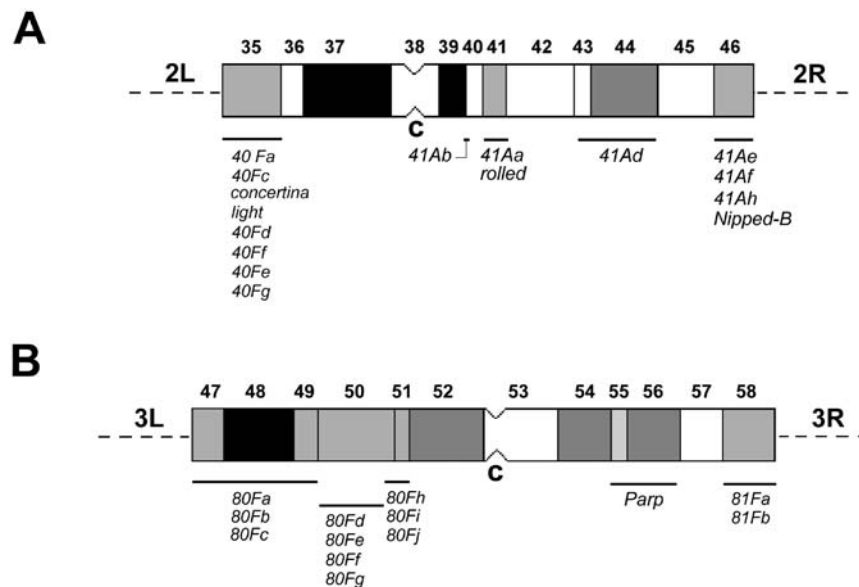 A
35 36 37 38 39 40 41 42 43 44 45 46
2L 2R
C
40 Fa
40Fc
concertina
light
40Fd
40Ff
40Fe
40Fg
41Ab
41Aa
rolled
41Ad
41Ae
41Af
41Ah
Nipped-B
B
47 48 49 50 51 52 53 54 55 56 57 58
3L 3R
C
80Fa
80Fb
80Fc
80Fd
80Fe
80Ff
80Fg
80Fh
80Fi
80Fj
Parp
81Fa
81Fb